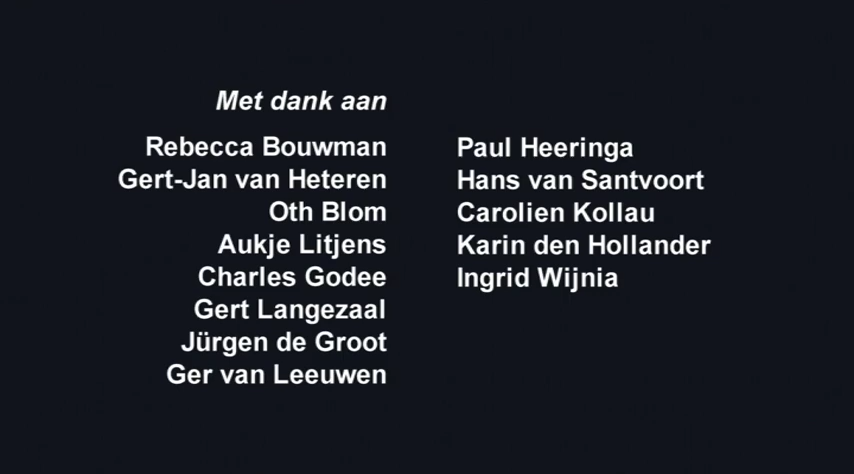 Met dank aan
Rebecca Bouwman
Gert-Jan van Heteren
Oth Blom
Aukje Litjens
Charles Godee
Gert Langezaal
Jürgen de Groot
Ger van Leeuwen
Paul Heeringa
Hans van Santvoort
Carolien Kollau
Karin den Hollander
Ingrid Wijnia